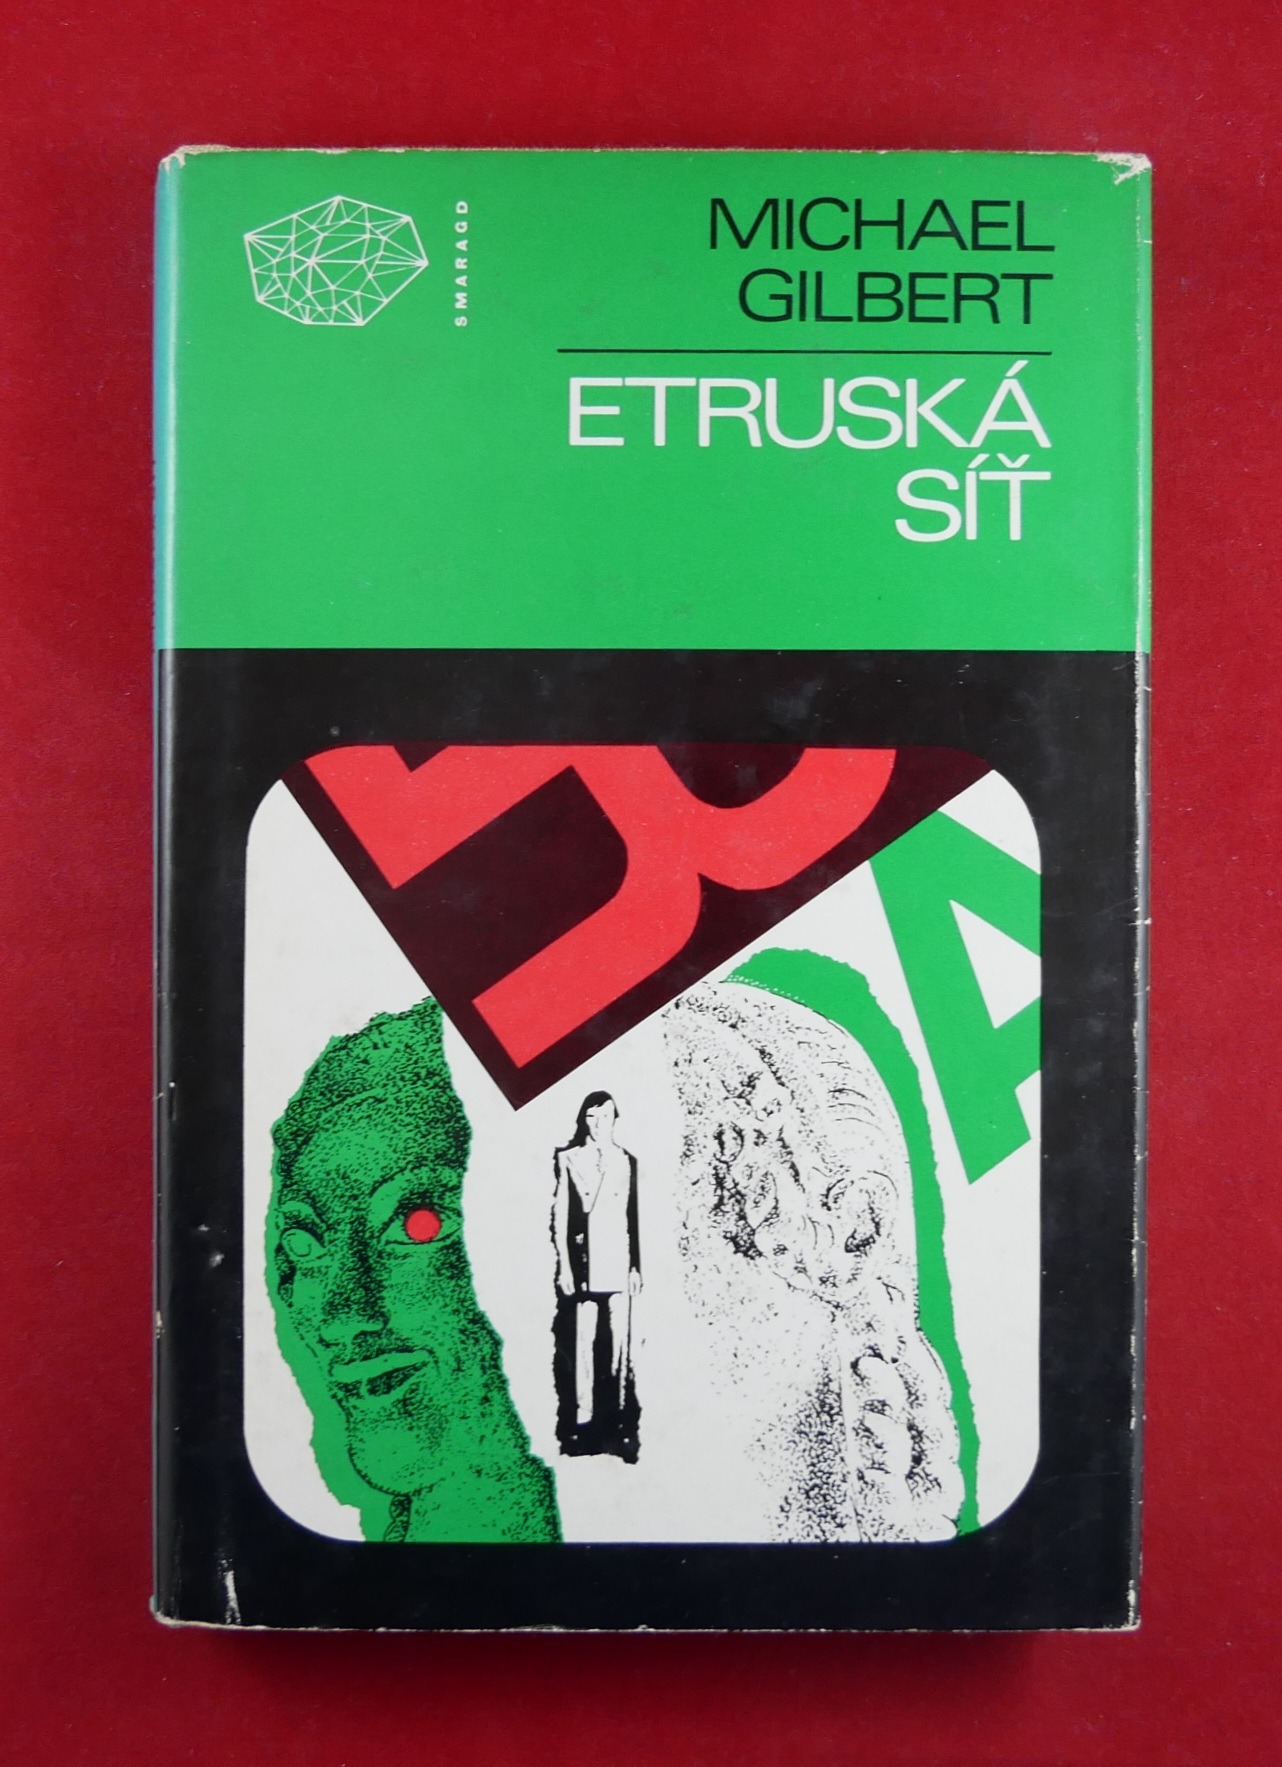 SMARAGD
MICHAEL
GILBERT
ETRUSKÁ
SÍŤ
A